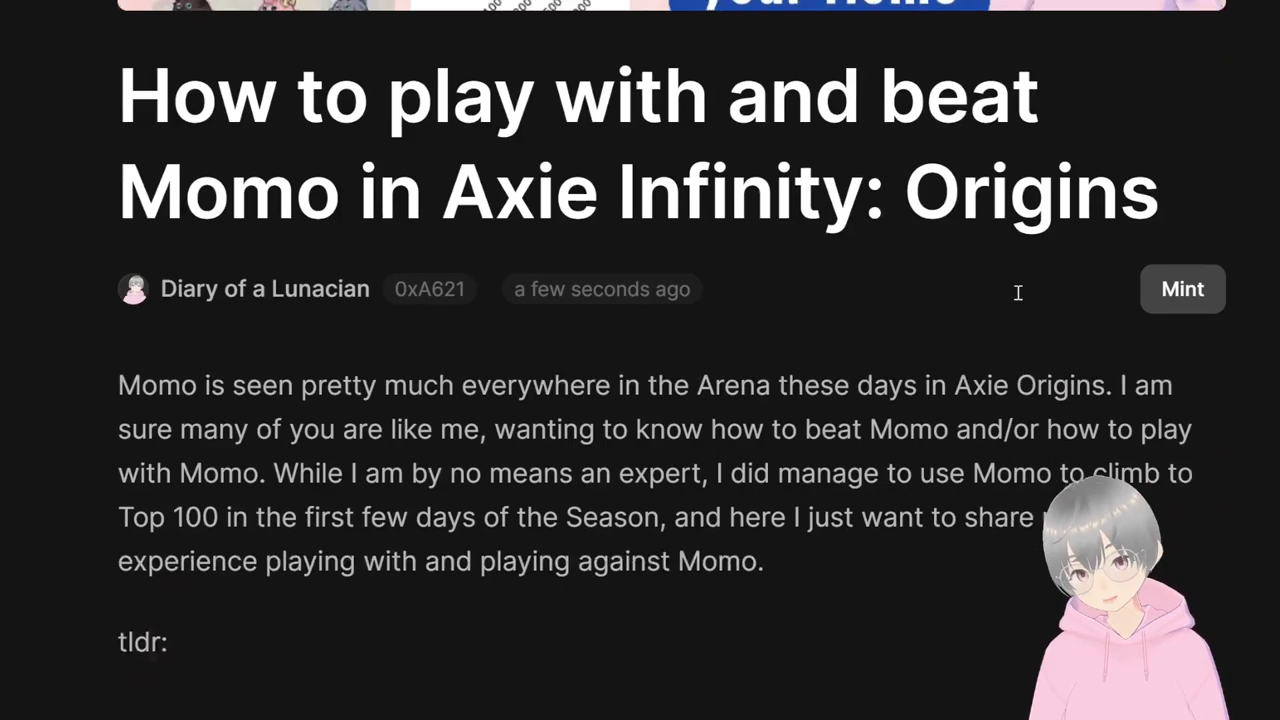 How to play with and beat
Momo in Axie Infinity: Origins
Diary of a Lunacian 0xA621 a few seconds ago Mint
Momo is seen pretty much everywhere in the Arena these days in Axie Origins. I am
sure many of you are like me, wanting to know how to beat Momo and/or how to play
with Momo. While I am by no means an expert, I did manage to use Momo to climb to
Top 100 in the first few days of the Season, and here I just want to share
experience playing with and playing against Momo.
tldr: